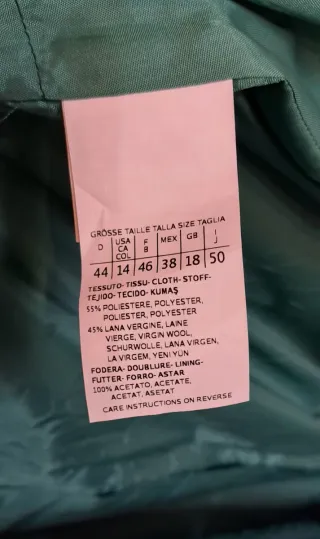 GRÖSSE TAILLE TALLA SIZE TAGLIA
D USA CA COL F B MEX GB I J
44 14 46 38 18 50
TESSUTO- TISSU- CLOTH- STOFF-
TEJIDO- TECIDO- KUMAŞ
55% POLIESTERE, POLYESTER,
POLIESTER, POLYESTER
45% LANA VERGINE, LAINE
VIERGE, VIRGIN WOOL,
SCHURWOLLE, LANA VIRGEN,
LA VIRGEM, YENI YÜN
FODERA- DOUBLURE- LINING-
FUTTER- FORRO- ASTAR
100% ACETATO, ACETATE,
ACETAT, ASETAT
CARE INSTRUCTIONS ON REVERSE